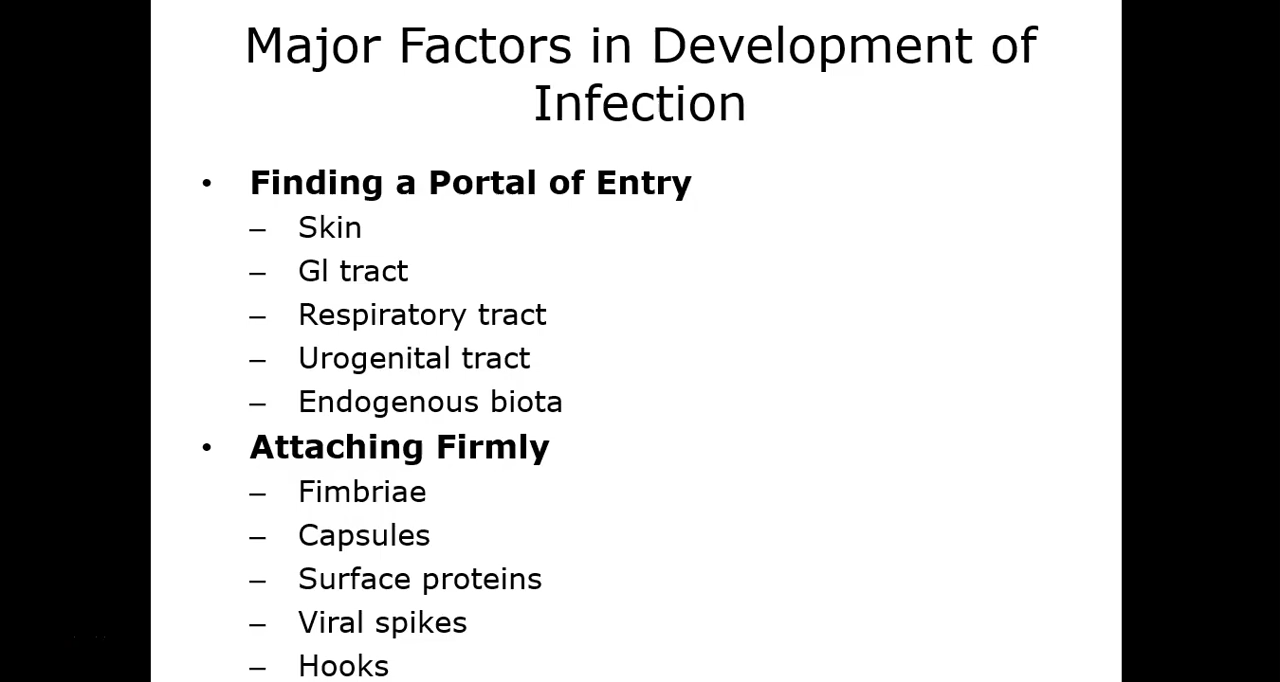 Major Factors in Development of
Infection
• Finding a Portal of Entry
– Skin
– Gl tract
– Respiratory tract
– Urogenital tract
– Endogenous biota
• Attaching Firmly
– Fimbriae
– Capsules
– Surface proteins
– Viral spikes
– Hooks